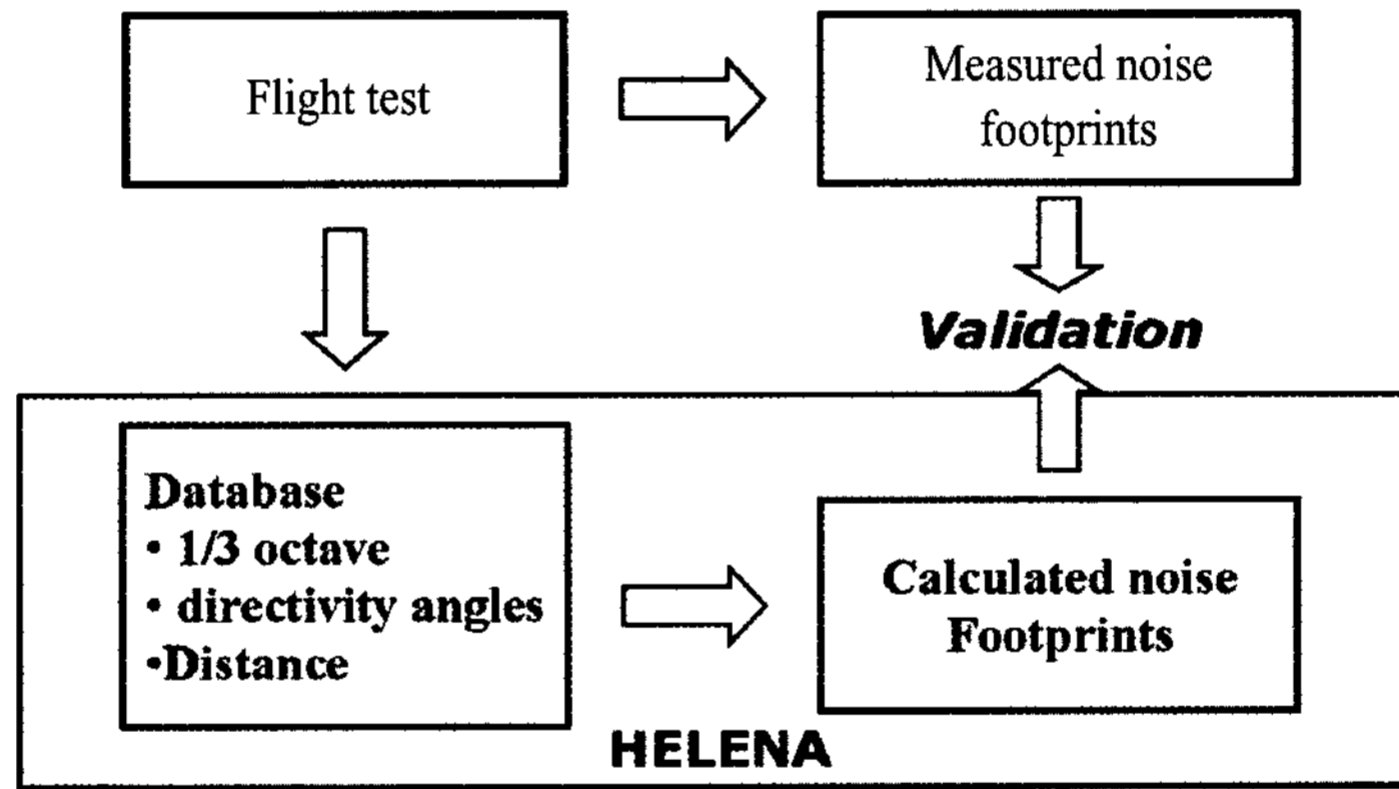 Flight test
Measured noise
footprints
Validation
Database
• 1/3 octave
• directivity angles
•Distance
Calculated noise
Footprints
HELENA